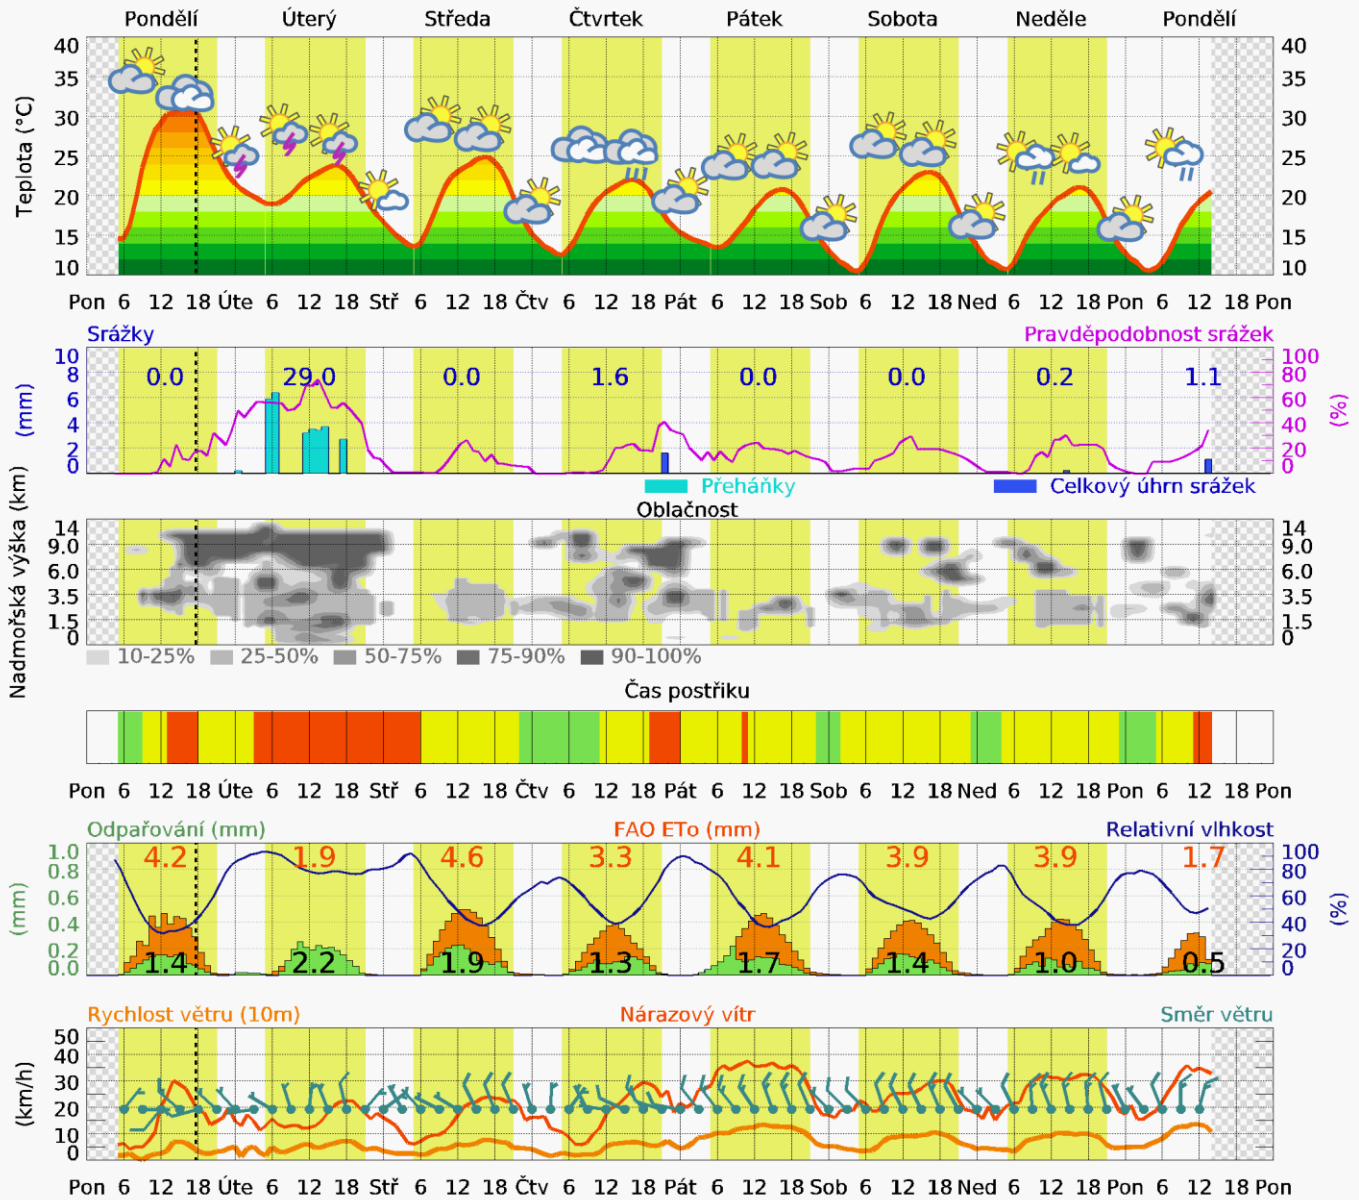 Pondělí Úterý Středa Čtvrtek Pátek Sobota Neděle Pondělí
Teplota (°C)
40 40
35 35
30 30
25 25
20 20
15 15
10 10
Pon 6 12 18 Úte 6 12 18 Stř 6 12 18 Čtv 6 12 18 Pát 6 12 18 Sob 6 12 18 Ned 6 12 18 Pon 6 12 18 Pon
Srážky Pravděpodobnost srážek
(mm)
(%)
10 100
8 0.0 29.0 0.0 1.6 0.0 0.0 0.2 1.1 80
6 60
4 40
2 20
0 0
Přeháňky Celkový úhrn srážek
Oblačnost
Nadmořská výška (km)
14 14
9.0 9.0
6.0 6.0
3.5 3.5
1.5 1.5
0 0
10-25% 25-50% 50-75% 75-90% 90-100%
Čas postřiku
Pon 6 12 18 Úte 6 12 18 Stř 6 12 18 Čtv 6 12 18 Pát 6 12 18 Sob 6 12 18 Ned 6 12 18 Pon 6 12 18 Pon
Odpařování (mm) FAO ETo (mm) Relativní vlhkost
(mm)
(%)
1.0 4.2 1.9 4.6 3.3 4.1 3.9 3.9 1.7 100
0.8 80
0.6 60
0.4 40
0.2 20
0.0 1.4 2.2 1.9 1.3 1.7 1.4 1.0 0.5 0
Rychlost větru (10m) Nárazový vítr Směr větru
(km/h)
50
40
30
20
10
0
Pon 6 12 18 Úte 6 12 18 Stř 6 12 18 Čtv 6 12 18 Pát 6 12 18 Sob 6 12 18 Ned 6 12 18 Pon 6 12 18 Pon